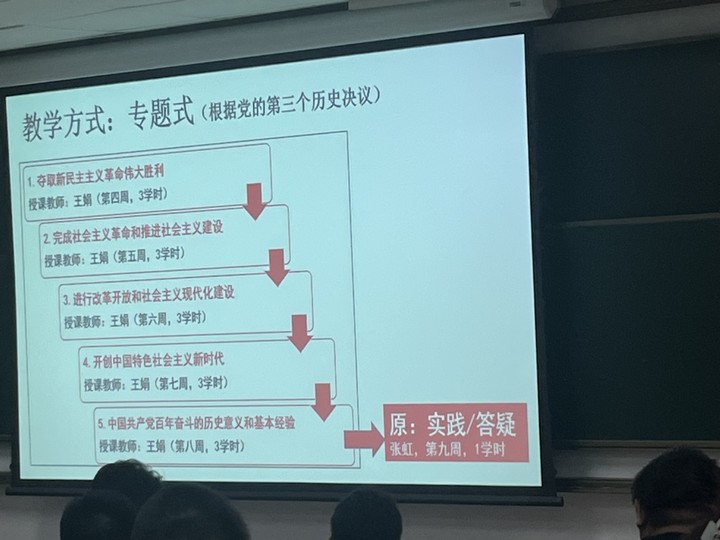 教学方式：专题式（根据党的第三个历史决议）
1. 夺取新民主主义革命伟大胜利
授课教师：王娟（第四周，3学时）
2. 完成社会主义革命和推进社会主义建设
授课教师：王娟（第五周，3学时）
3. 进行改革开放和社会主义现代化建设
授课教师：王娟（第六周，3学时）
4. 开创中国特色社会主义新时代
授课教师：王娟（第七周，3学时）
5. 中国共产党百年奋斗的历史意义和基本经验
授课教师：王娟（第八周，3学时）
原：实践/答疑
张虹，第九周，1学时